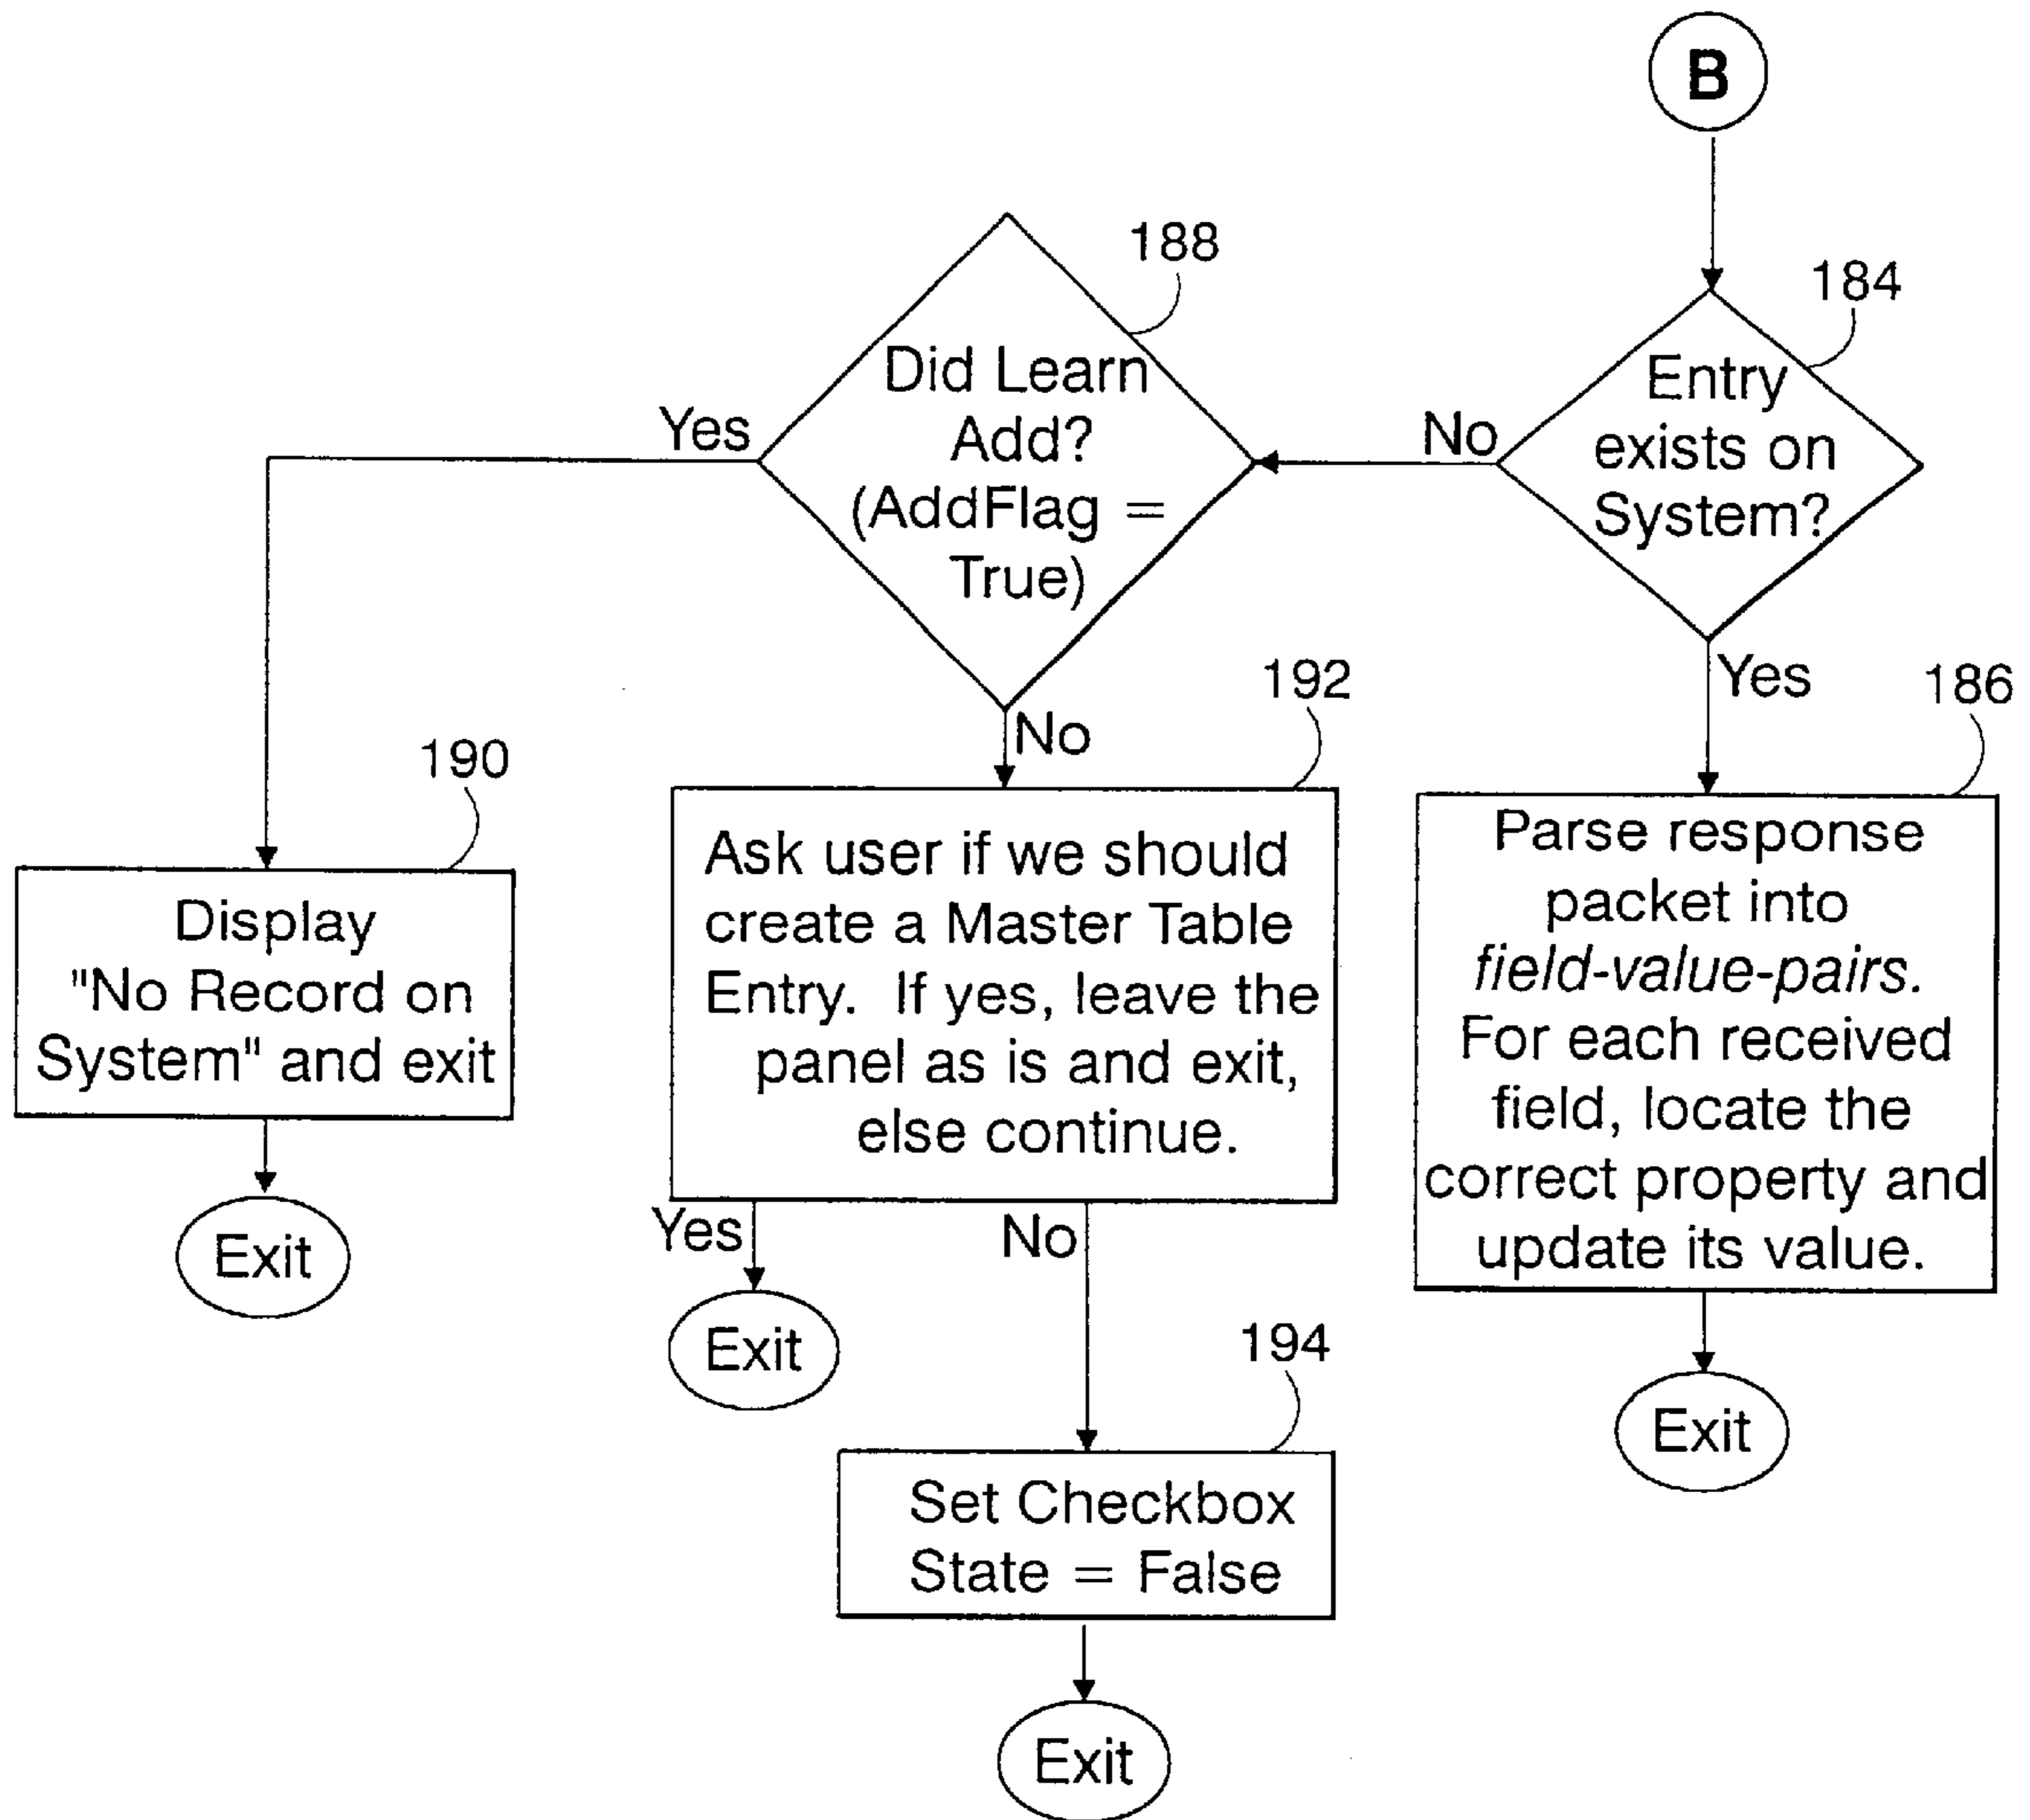 B
184
Entry
exists on
System?
No
Yes
188
Did Learn
Add?
(AddFlag =
True)
Yes
No
190
Display
"No Record on
System" and exit
Exit
192
Ask user if we should
create a Master Table
Entry. If yes, leave the
panel as is and exit,
else continue.
Yes
No
Exit
194
Set Checkbox
State = False
Exit
186
Parse response
packet into
field-value-pairs.
For each received
field, locate the
correct property and
update its value.
Exit